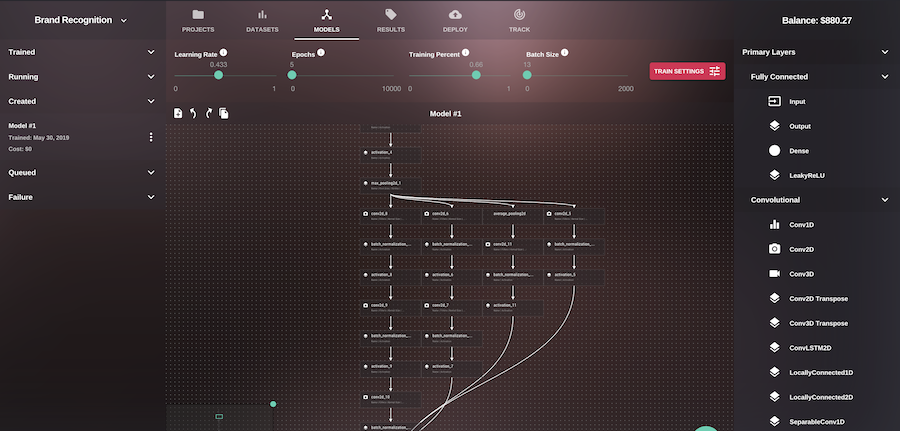 Brand Recognition
PROJECTS
DATASETS
MODELS
RESULTS
DEPLOY
TRACK
Balance: $880.27
Trained
Running
Created
Model #1
Trained: May 30, 2019
Cost: $0
Queued
Failure
Learning Rate
0.433
0 1
Epochs
5
0 10000
Training Percent
0.66
0 1
Batch Size
13
0 2000
TRAIN SETTINGS
Model #1
activation_4
max_pooling2d_1
conv2d_8
conv2d_6
average_pooling2d
conv2d_5
batch_normalization_...
batch_normalization_...
conv2d_11
batch_normalization_...
activation_8
activation_6
batch_normalization_...
activation_5
conv2d_9
conv2d_7
activation_11
batch_normalization_...
batch_normalization_...
activation_9
activation_7
conv2d_10
batch_normalization_...
Primary Layers
Fully Connected
Input
Output
Dense
LeakyReLU
Convolutional
Conv1D
Conv2D
Conv3D
Conv2D Transpose
Conv3D Transpose
ConvLSTM2D
LocallyConnected1D
LocallyConnected2D
SeparableConv1D